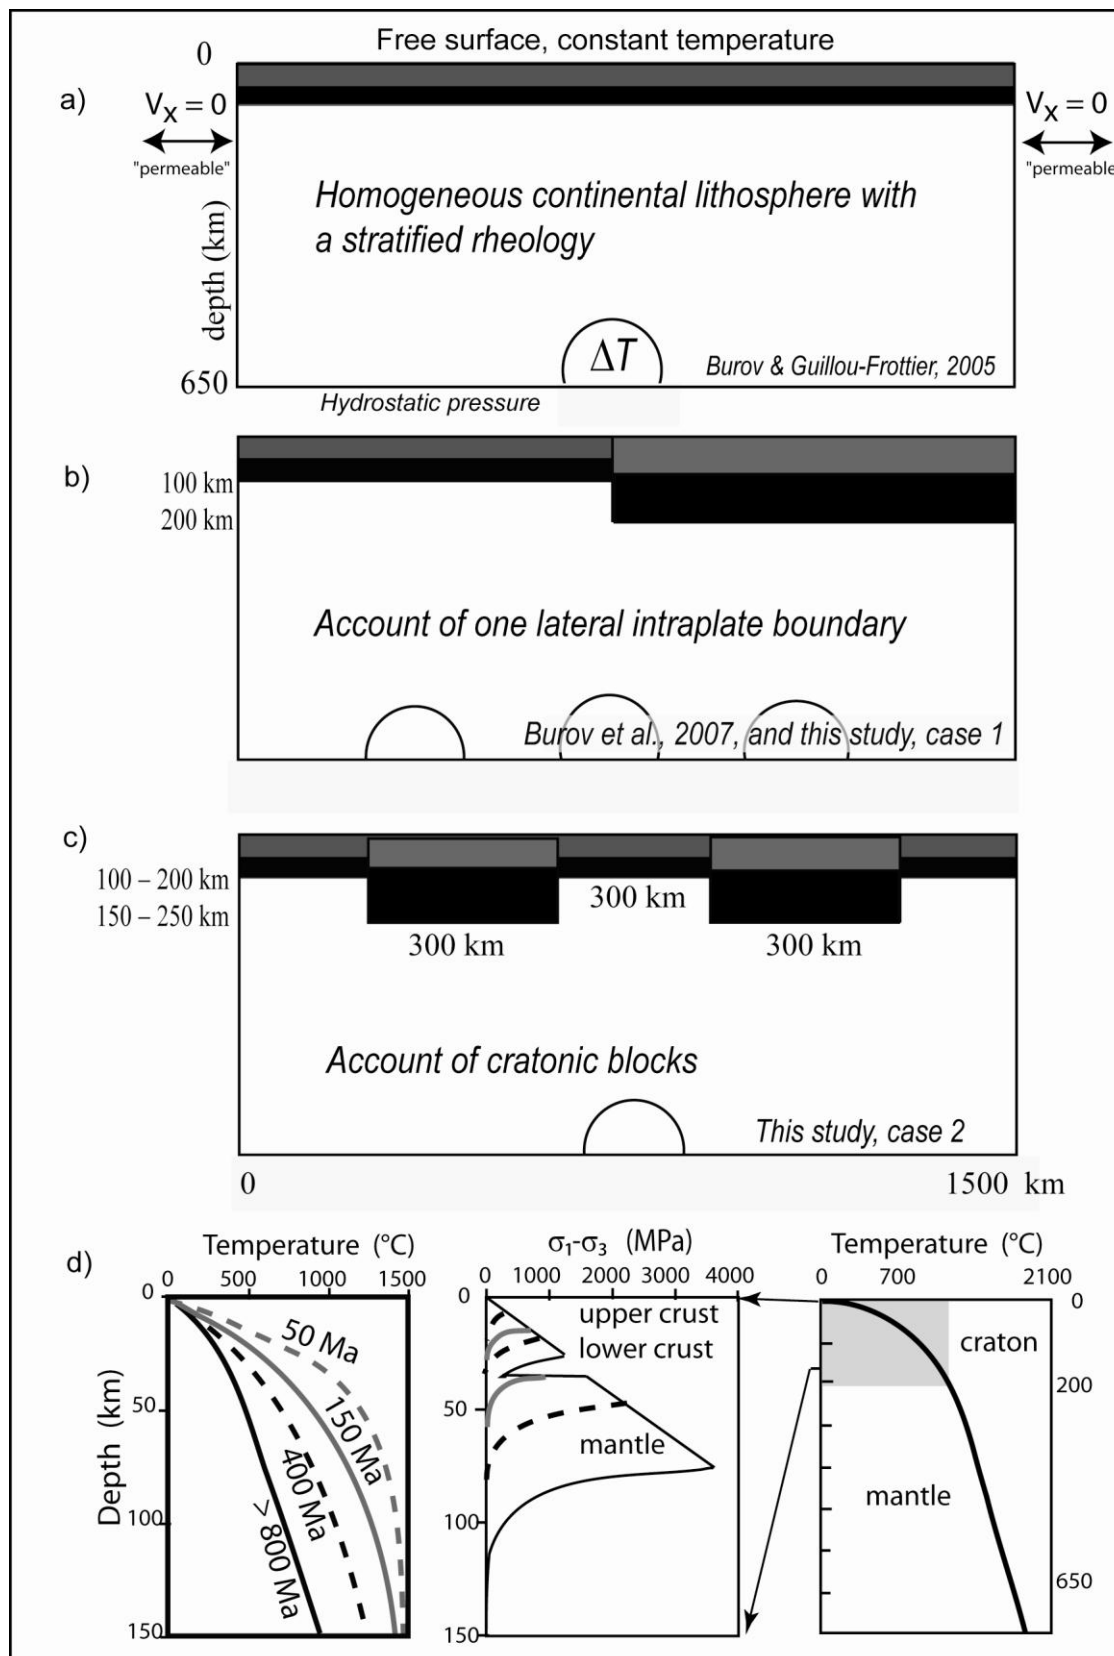 Free surface, constant temperature
0
a)
Vx = 0
Vx = 0
"permeable"
"permeable
Homogeneous continental lithosphere with
a stratified rheology
depth (km)
ΔT
Burov & Guillou-Frottier, 2005
650
Hydrostatic pressure
b)
100 km
200 km
Account of one lateral intraplate boundary
Burov et al., 2007, and this study, case 1
c)
100 – 200 km
150 – 250 km
300 km
300 km
300 km
Account of cratonic blocks
This study, case 2
0
1500 km
d)
Temperature (°C)
0 500 1000 1500
0
50
100
150
Depth (km)
50 Ma
150 Ma
400 Ma
> 800 Ma
σ1-σ3 (MPa)
0 1000 2000 3000 4000
0
50
100
150
upper crust
lower crust
mantle
Temperature (°C)
0 700 2100
0
craton
200
mantle
650